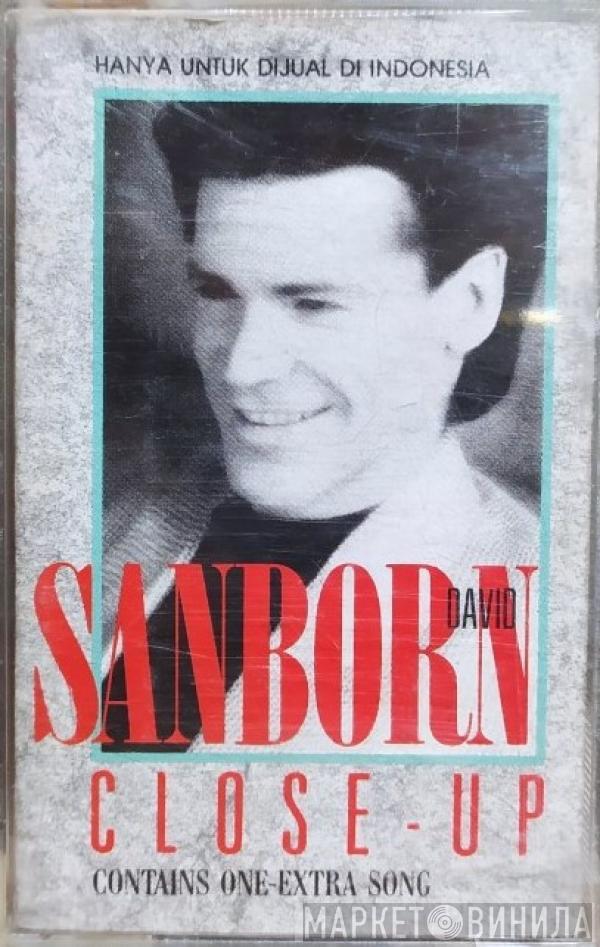 HANYA UNTUK DIJUAL DI INDONESIA
DAVID
SANBORN
CLOSE-UP
CONTAINS ONE-EXTRA SONG
МАРКЕТ ВИНИЛА